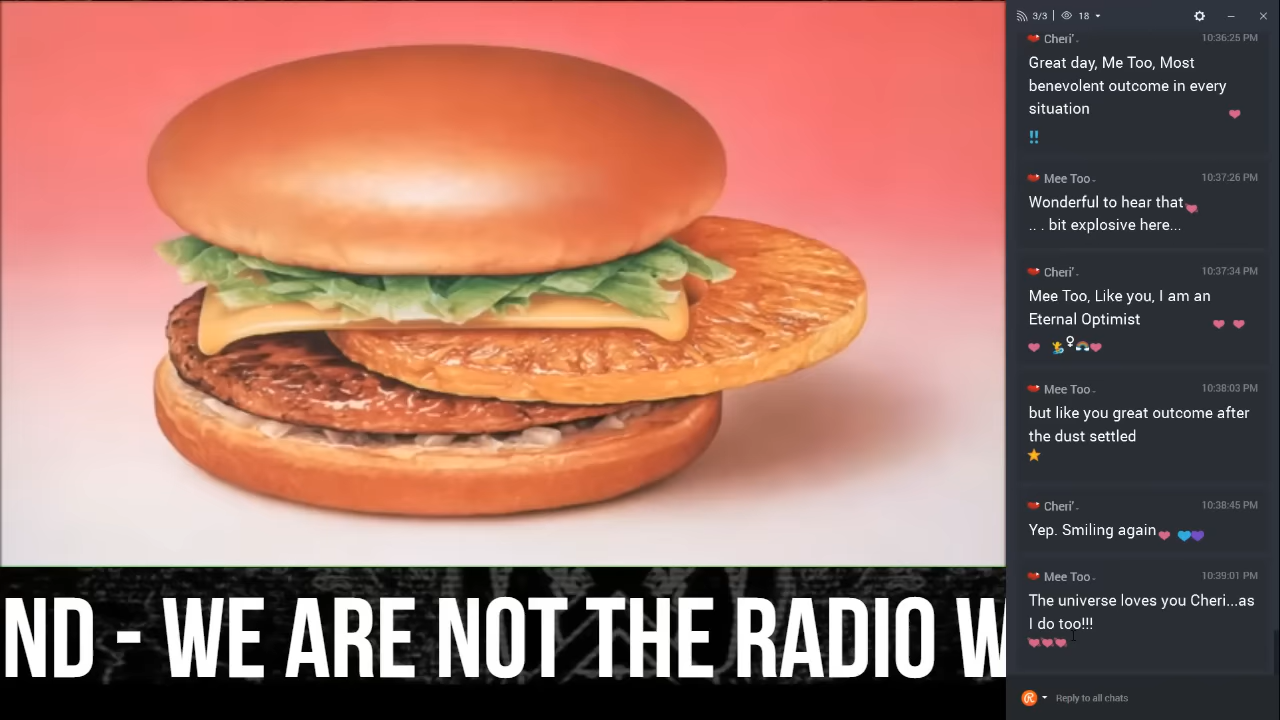 3/3 18
Cheri'
10:36:25 PM
Great day, Me Too, Most
benevolent outcome in every
situation
‼
Mee Too
10:37:26 PM
Wonderful to hear that
.. . bit explosive here...
Cheri'
10:37:34 PM
Mee Too, Like you, I am an
Eternal Optimist
Mee Too
10:38:03 PM
but like you great outcome after
the dust settled
Cheri'
10:38:45 PM
Yep. Smiling again
Mee Too
10:39:01 PM
The universe loves you Cheri...as
I do too!!!
Reply to all chats
ND - WE ARE NOT THE RADIO W